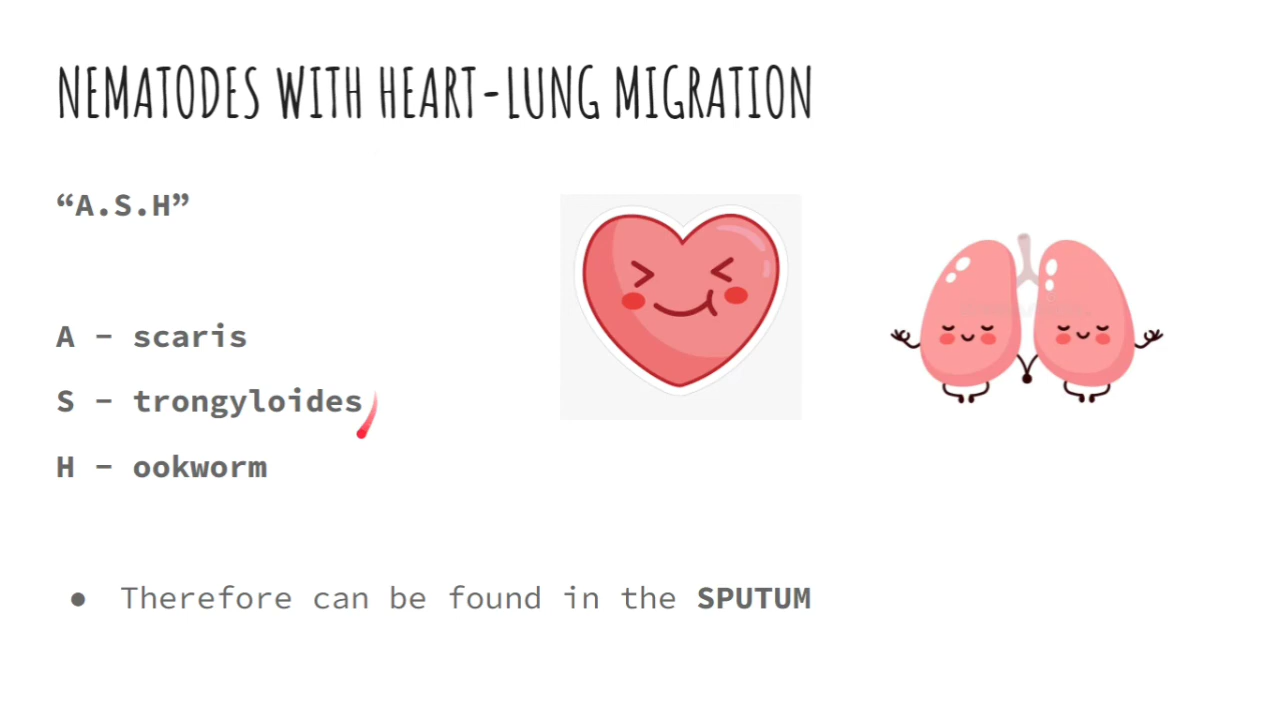 NEMATODES WITH HEART-LUNG MIGRATION
“A.S.H”
A - scaris
S - trongyloides
H - ookworm
● Therefore can be found in the SPUTUM